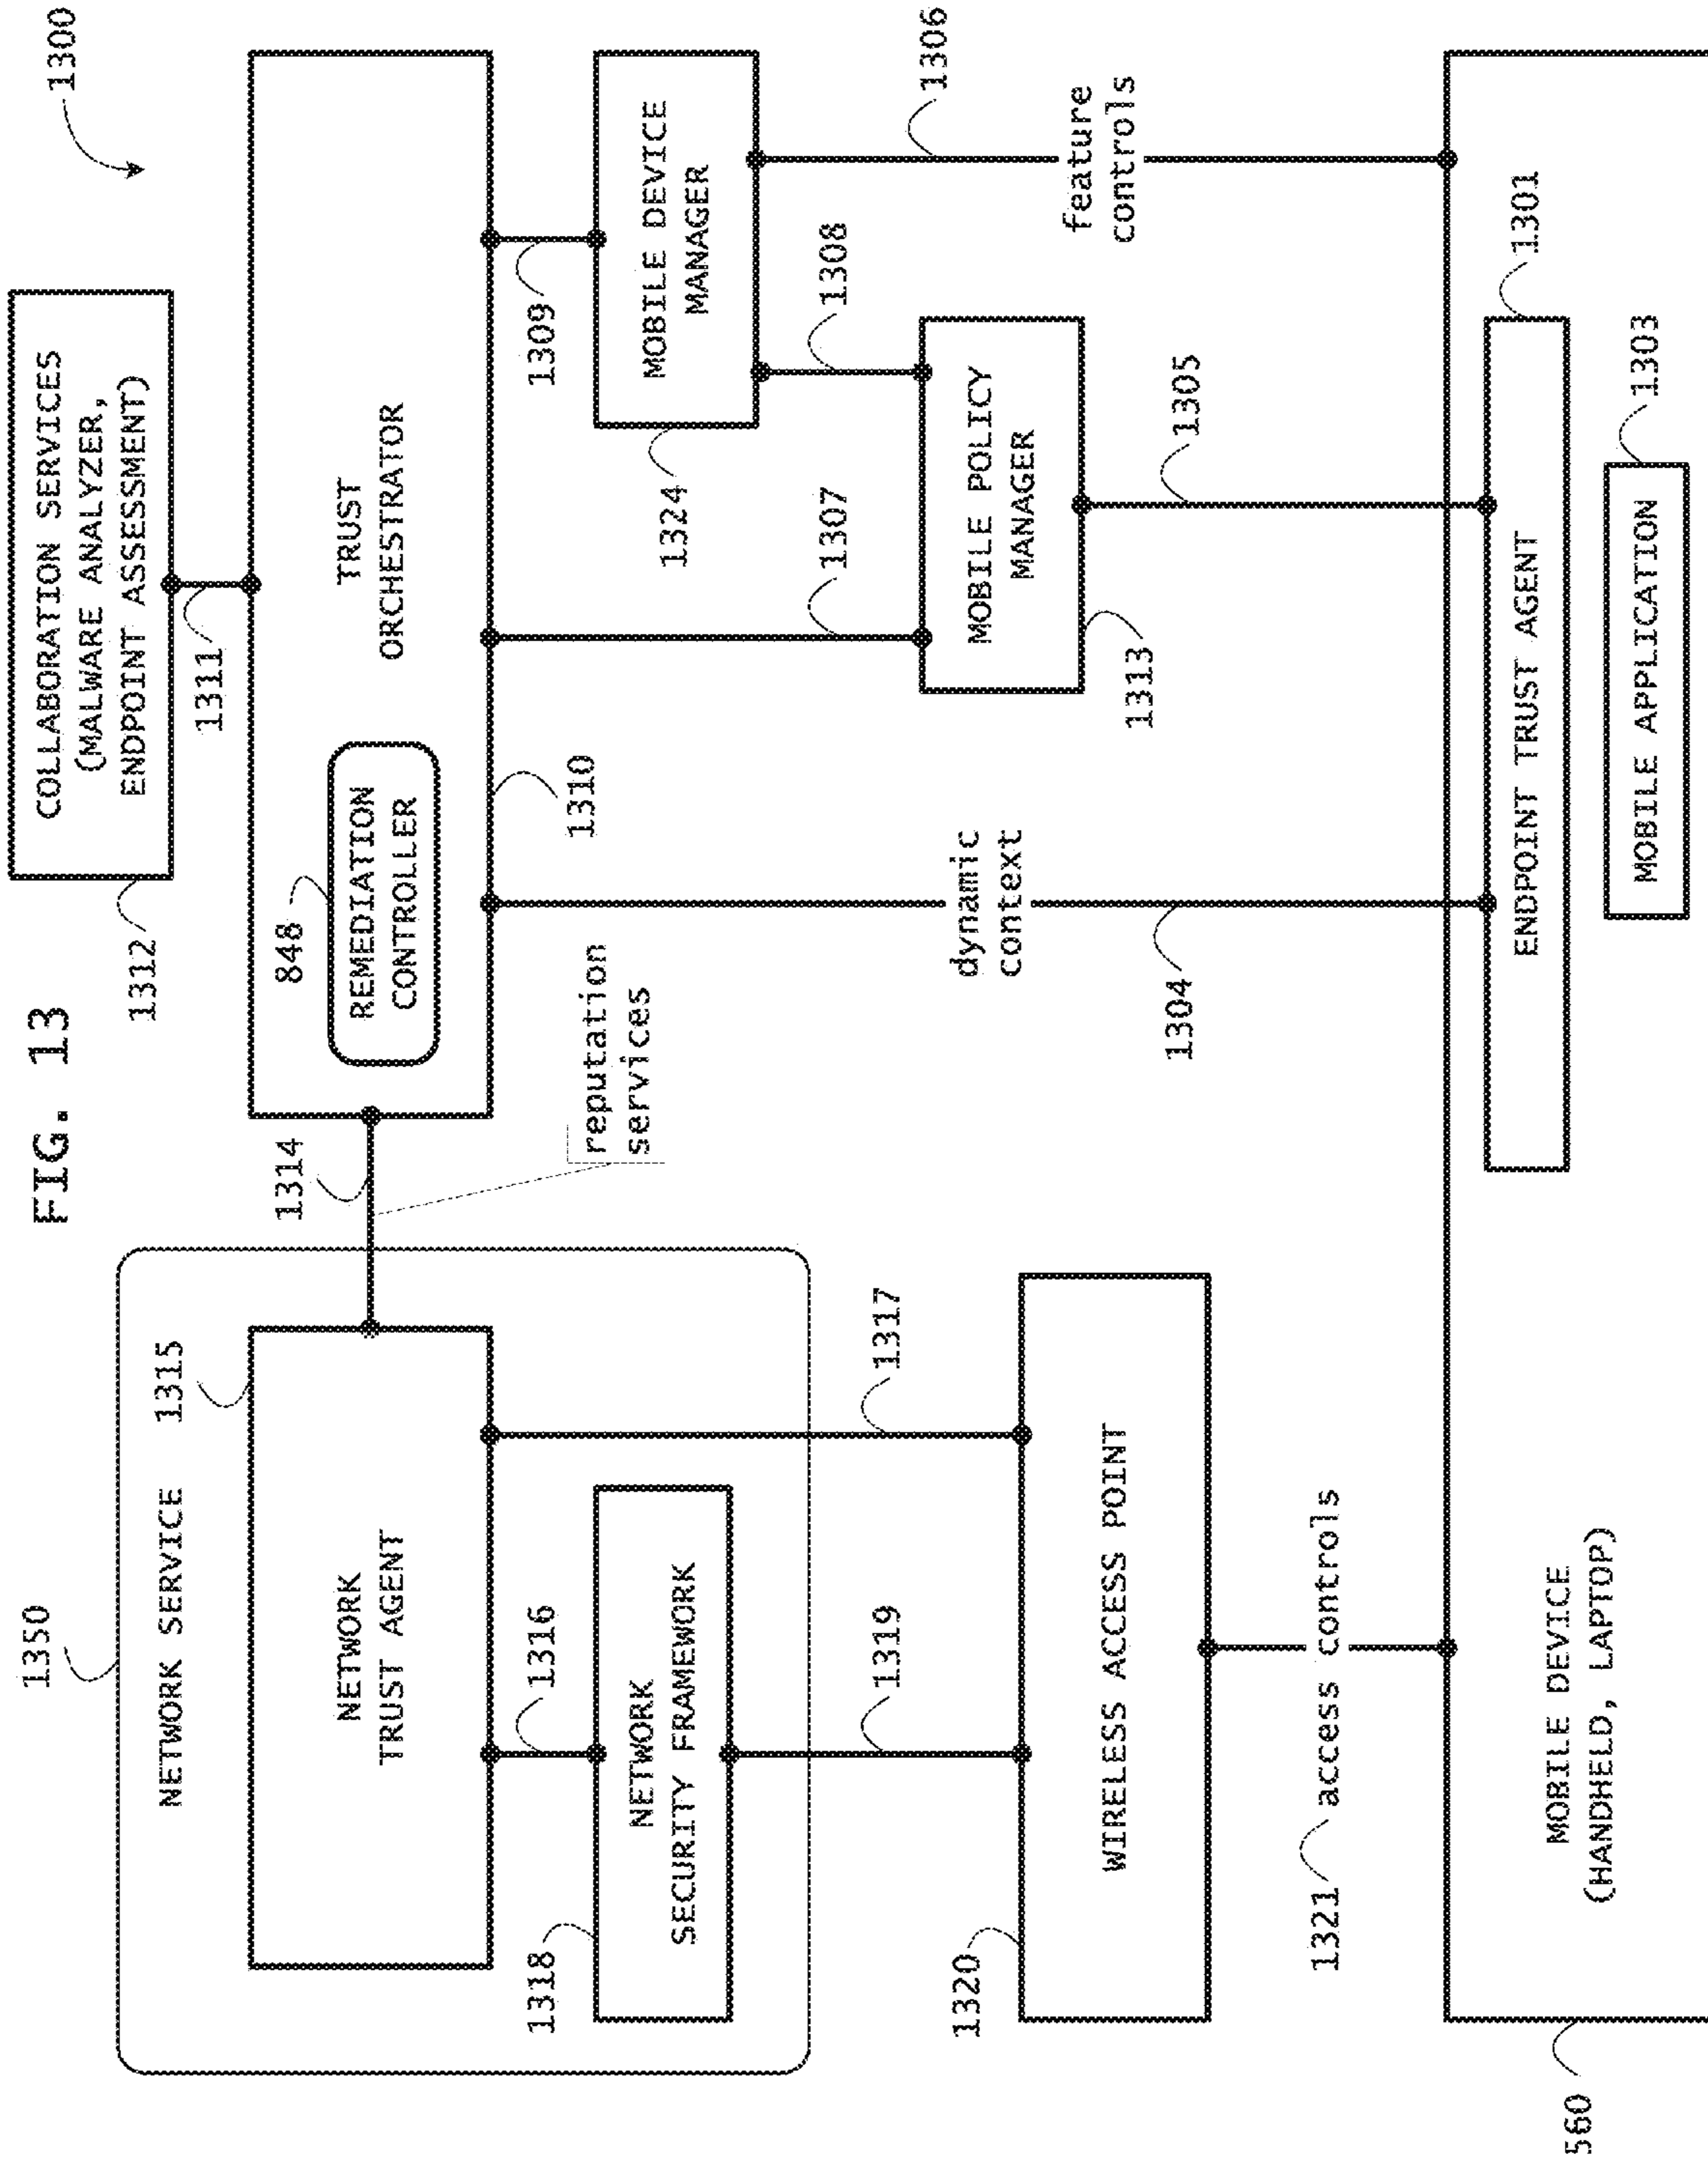 FIG. 13
1300
1350
NETWORK SERVICE
1315
NETWORK
TRUST AGENT
1316
1318
NETWORK
SECURITY FRAMEWORK
1319
1317
1320
WIRELESS ACCESS POINT
1321
access controls
560
MOBILE DEVICE
(HANDHELD, LAPTOP)
1314
reputation
services
1312
COLLABORATION SERVICES
(MALWARE ANALYZER,
ENDPOINT ASSESSMENT)
1311
848
REMEDIATION
CONTROLLER
TRUST
ORCHESTRATOR
1310
1309
1324
MOBILE DEVICE
MANAGER
1307
1308
1306
MOBILE POLICY
MANAGER
1313
dynamic
context
1304
1305
feature
controls
1301
ENDPOINT TRUST AGENT
1303
MOBILE APPLICATION